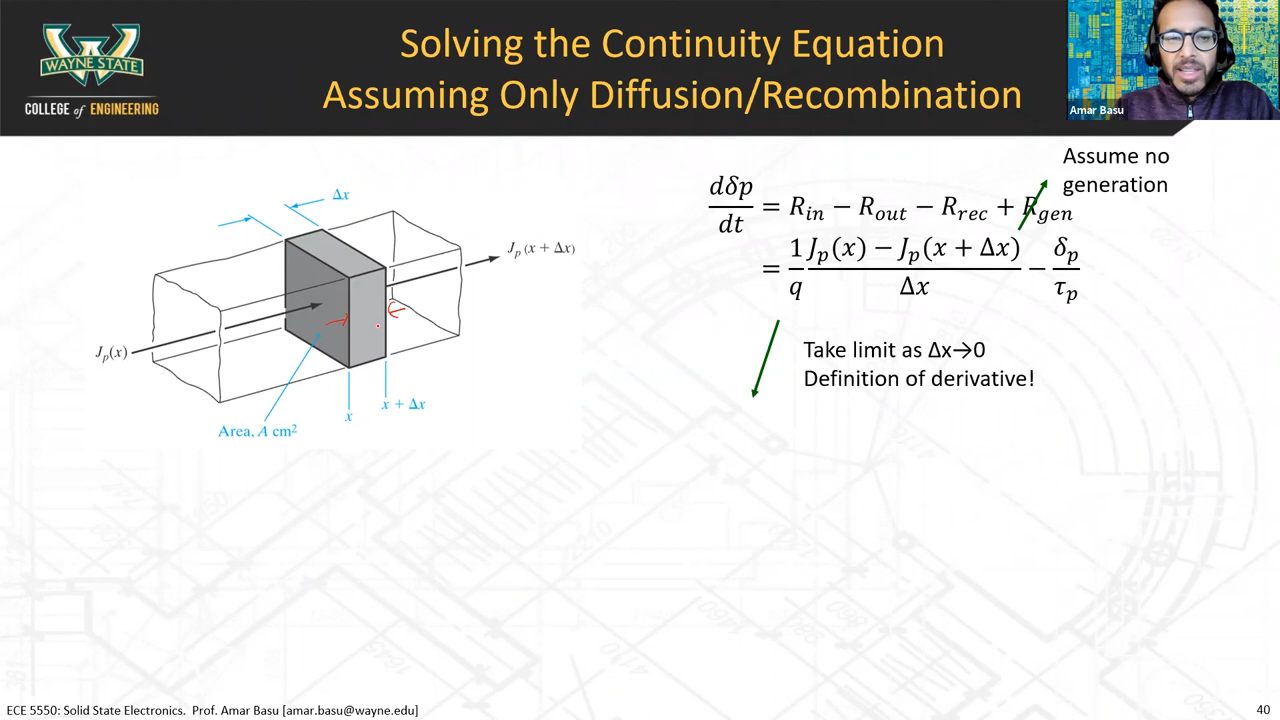 WAYNE STATE
COLLEGE of ENGINEERING
Solving the Continuity Equation
Assuming Only Diffusion/Recombination
Amar Basu
Assume no
generation
dδp/dt = R_in − R_out − R_rec + R_gen
= 1/q J_p(x) − J_p(x + Δx)/Δx − δ_p/τ_p
Take limit as Δx→0
Definition of derivative!
Δx
J_p (x + Δx)
J_p(x)
x + Δx
x
Area, A cm²
ECE 5550: Solid State Electronics. Prof. Amar Basu [amar.basu@wayne.edu]
40